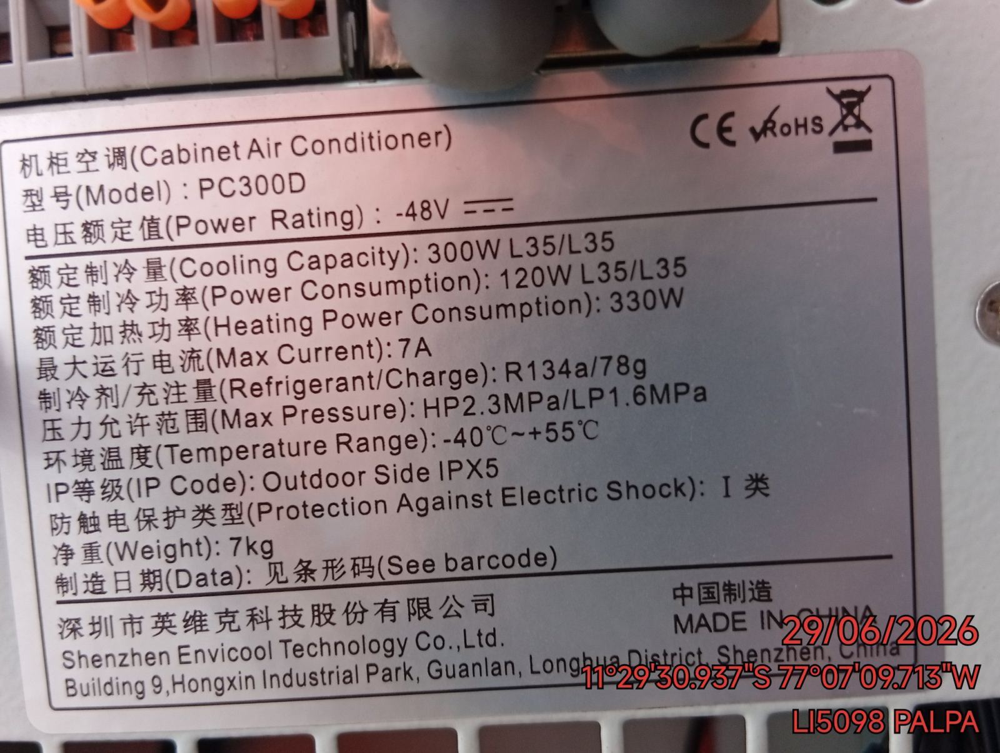 机柜空调(Cabinet Air Conditioner)
CE RoHS
型号(Model) : PC300D
电压额定值(Power Rating) : -48V
额定制冷量(Cooling Capacity): 300W L35/L35
额定制冷功率(Power Consumption): 120W L35/L35
额定加热功率(Heating Power Consumption): 330W
最大运行电流(Max Current): 7A
制冷剂/充注量(Refrigerant/Charge): R134a/78g
压力允许范围(Max Pressure): HP2.3MPa/LP1.6MPa
环境温度(Temperature Range): -40℃~+55℃
IP等级(IP Code): Outdoor Side IPX5
防触电保护类型(Protection Against Electric Shock): I 类
净重(Weight): 7kg
制造日期(Data): 见条形码(See barcode)
深圳市英维克科技股份有限公司
中国制造
Shenzhen Envicool Technology Co.,Ltd.
MADE IN CHINA
Building 9,Hongxin Industrial Park, Guanlan, Longhua District, Shenzhen, China
29/06/2026
11°29'30.937"S 77°07'09.713"W
LI5098 PALPA